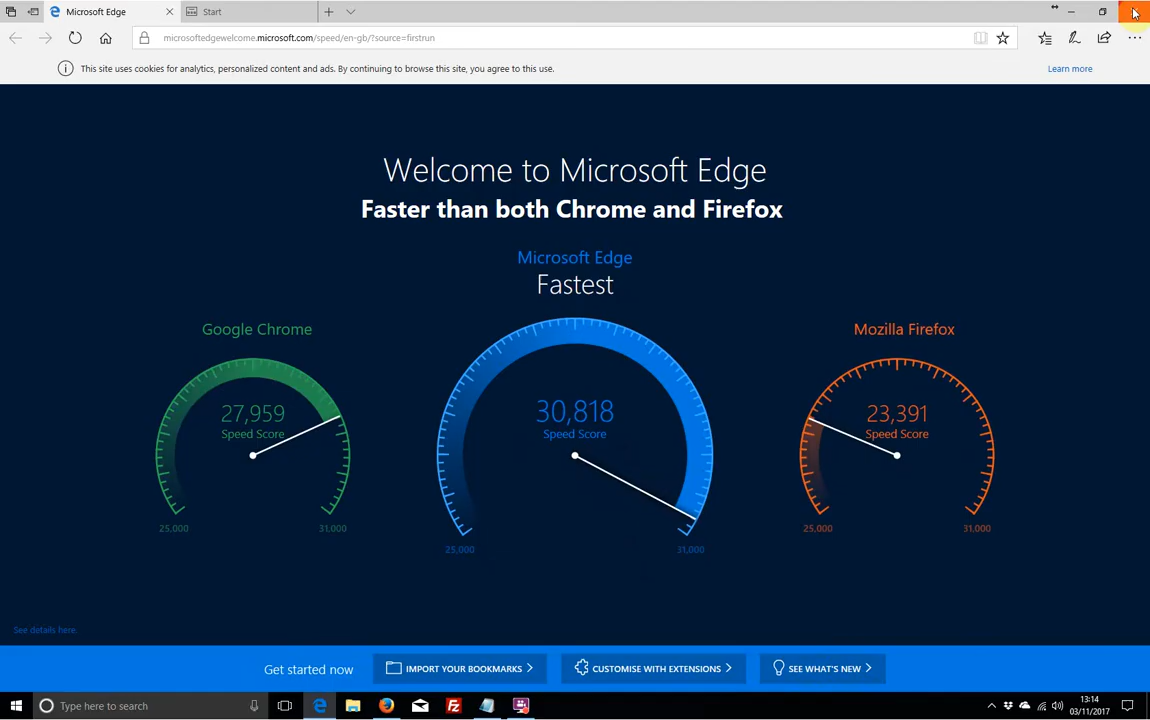 Microsoft Edge
Start
microsoftedgewelcome.microsoft.com/speed/en-gb/?source=firstrun
This site uses cookies for analytics, personalized content and ads. By continuing to browse this site, you agree to this use.
Learn more
Welcome to Microsoft Edge
Faster than both Chrome and Firefox
Microsoft Edge
Fastest
Google Chrome
Mozilla Firefox
27,959
Speed Score
30,818
Speed Score
23,391
Speed Score
25,000
31,000
25,000
31,000
25,000
31,000
See details here.
Get started now
IMPORT YOUR BOOKMARKS
CUSTOMISE WITH EXTENSIONS
SEE WHAT'S NEW
Type here to search
13:14
03/11/2017